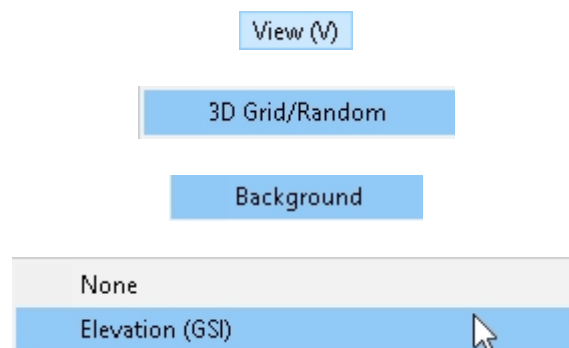 View (V)
3D Grid/Random
Background
None
Elevation (GSI)